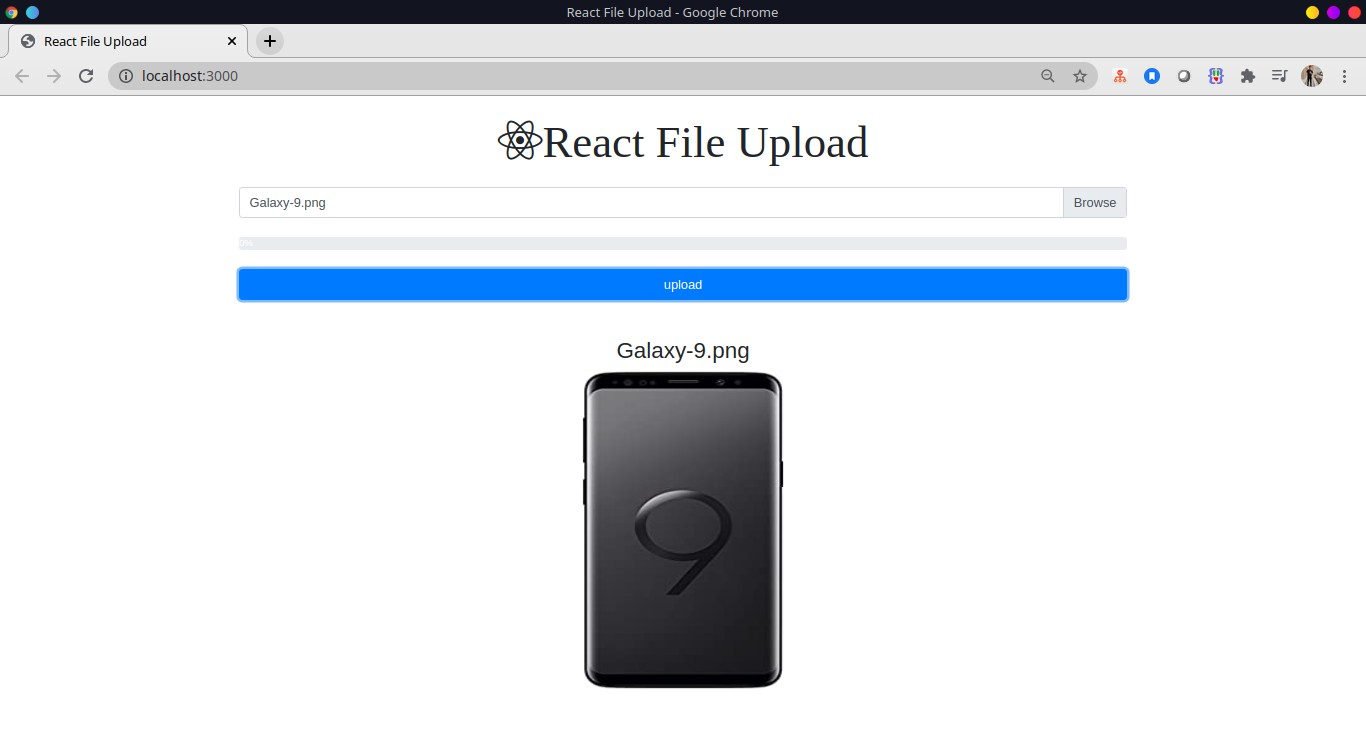 React File Upload - Google Chrome
React File Upload
localhost:3000
React File Upload
Galaxy-9.png
Browse
0%
upload
Galaxy-9.png
9